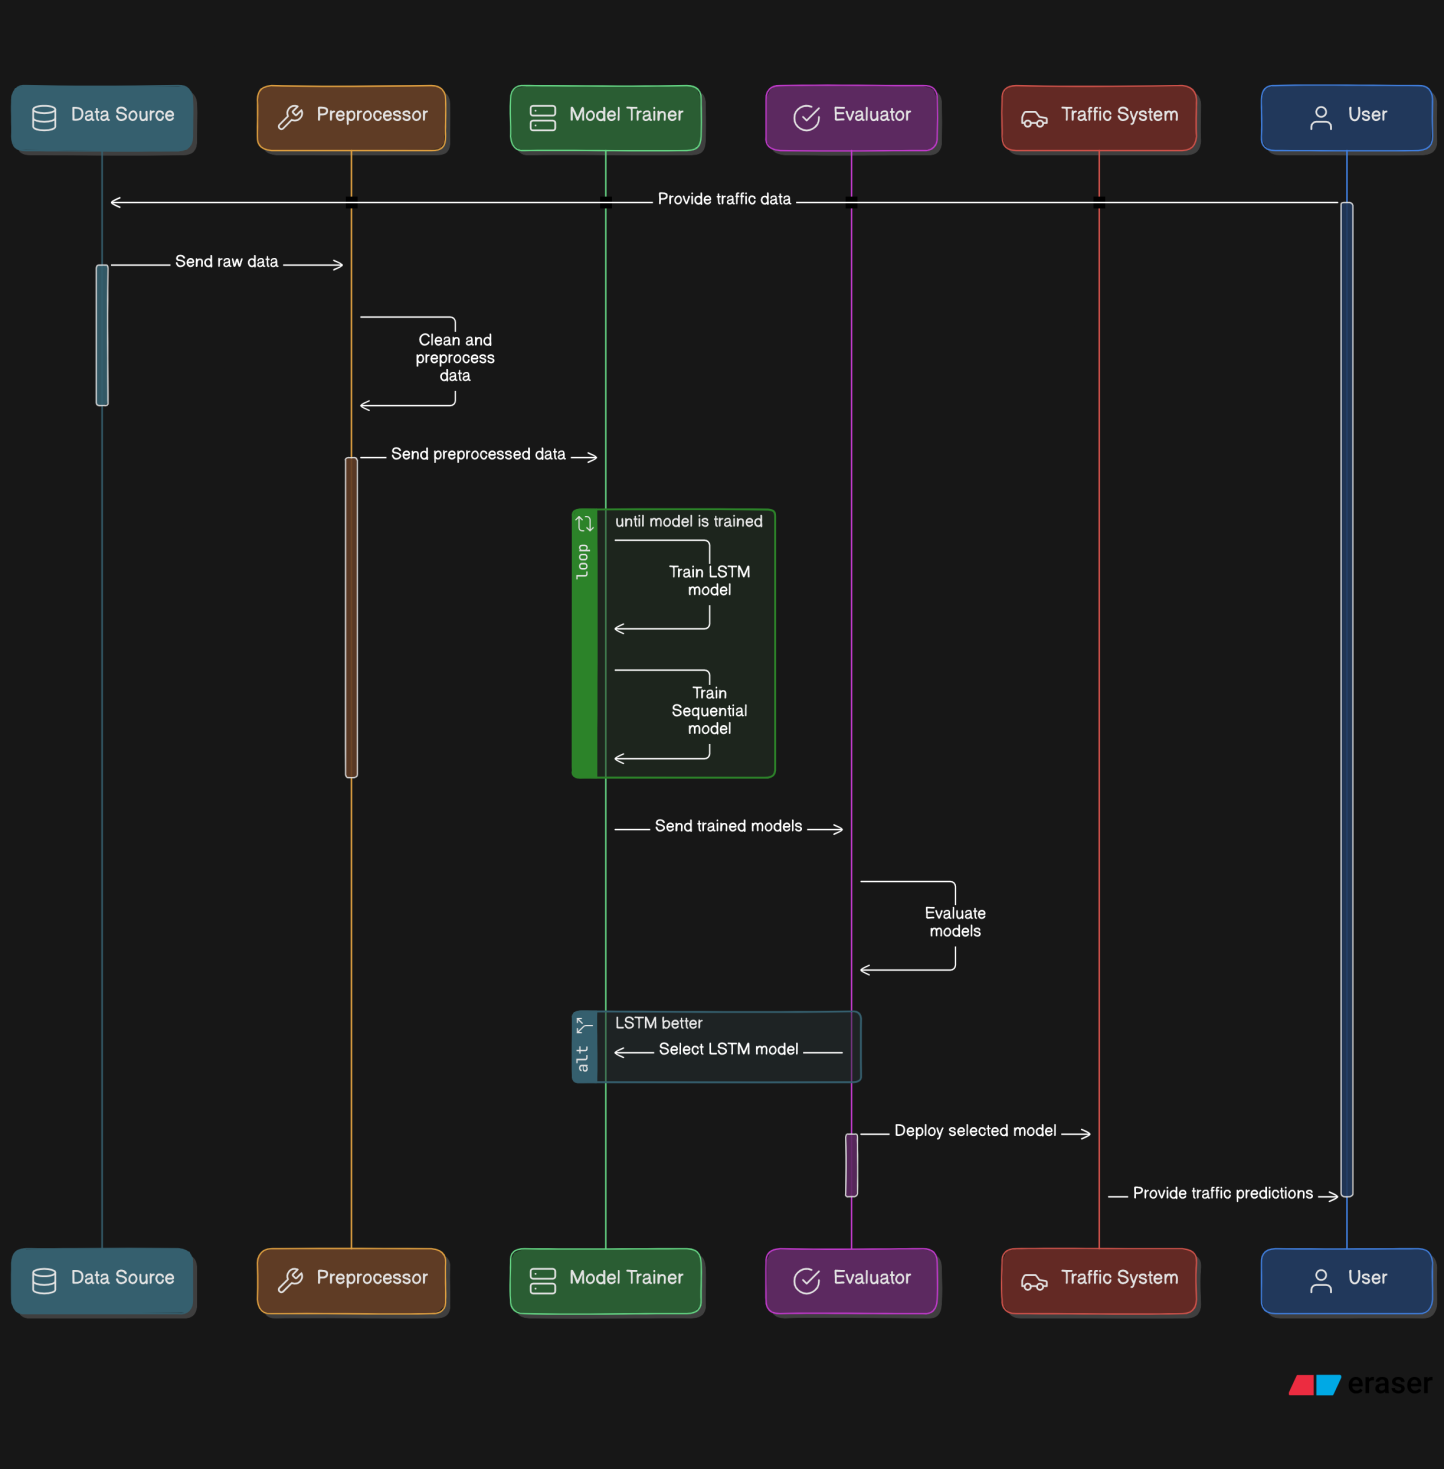 Data Source
Preprocessor
Model Trainer
Evaluator
Traffic System
User
Provide traffic data
Send raw data
Clean and
preprocess
data
Send preprocessed data
loop
until model is trained
Train LSTM
model
Train
Sequential
model
Send trained models
Evaluate
models
alt
LSTM better
Select LSTM model
Deploy selected model
Provide traffic predictions
Data Source
Preprocessor
Model Trainer
Evaluator
Traffic System
User
eraser